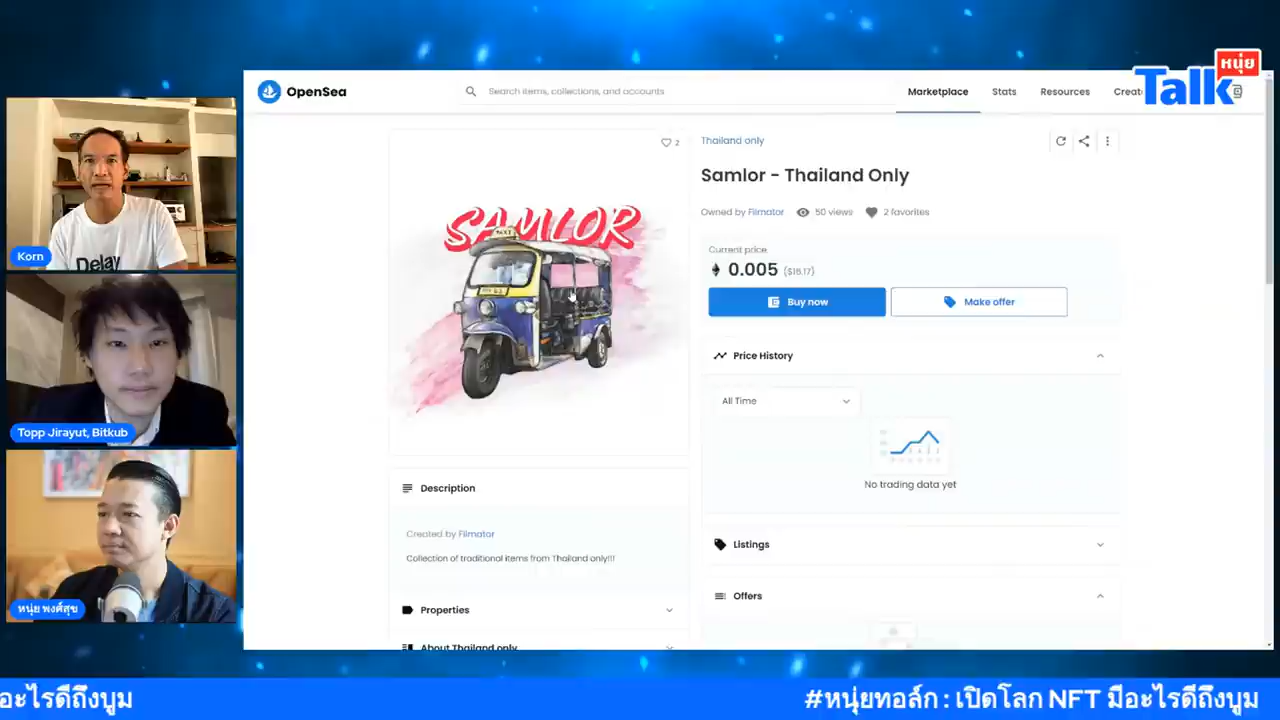 หนุ่ย
Talk
OpenSea
Search items, collections, and accounts
Marketplace
Stats
Resources
Korn
Delay
Topp Jirayut, Bitkub
หนุ่ย พงศ์สุข
2
SAMLOR
TAXI
Thailand only
Samlor - Thailand Only
Owned by Filmator
50 views
2 favorites
Current price
0.005 ($16.17)
Buy now
Make offer
Price History
All Time
No trading data yet
Listings
Offers
Description
Created by Filmator
Collection of traditional items from Thailand only!!!
Properties
About Thailand only
อะไรดีถึงบูม
#หนุ่ยทอล์ก : เปิดโลก NFT มีอะไรดีถึงบูม